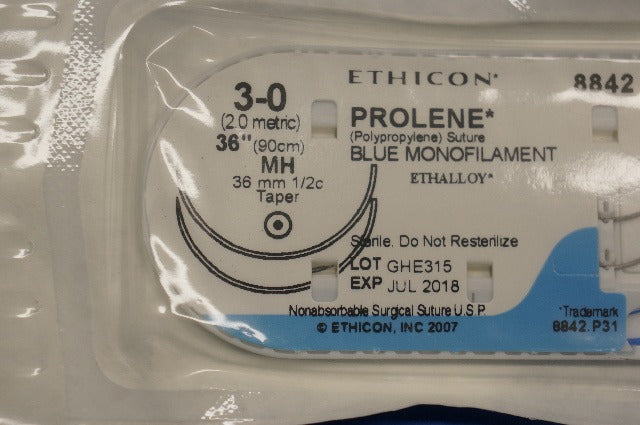 ETHICON*
8842
3-0
(2.0 metric)
36" (90cm)
MH
36 mm 1/2c
Taper
PROLENE*
(Polypropylene) Suture
BLUE MONOFILAMENT
ETHALLOY*
Sterile. Do Not Resterilize
LOT GHE315
EXP JUL 2018
Nonabsorbable Surgical Suture U.S.P.
© ETHICON, INC 2007
*Trademark
8842.P31